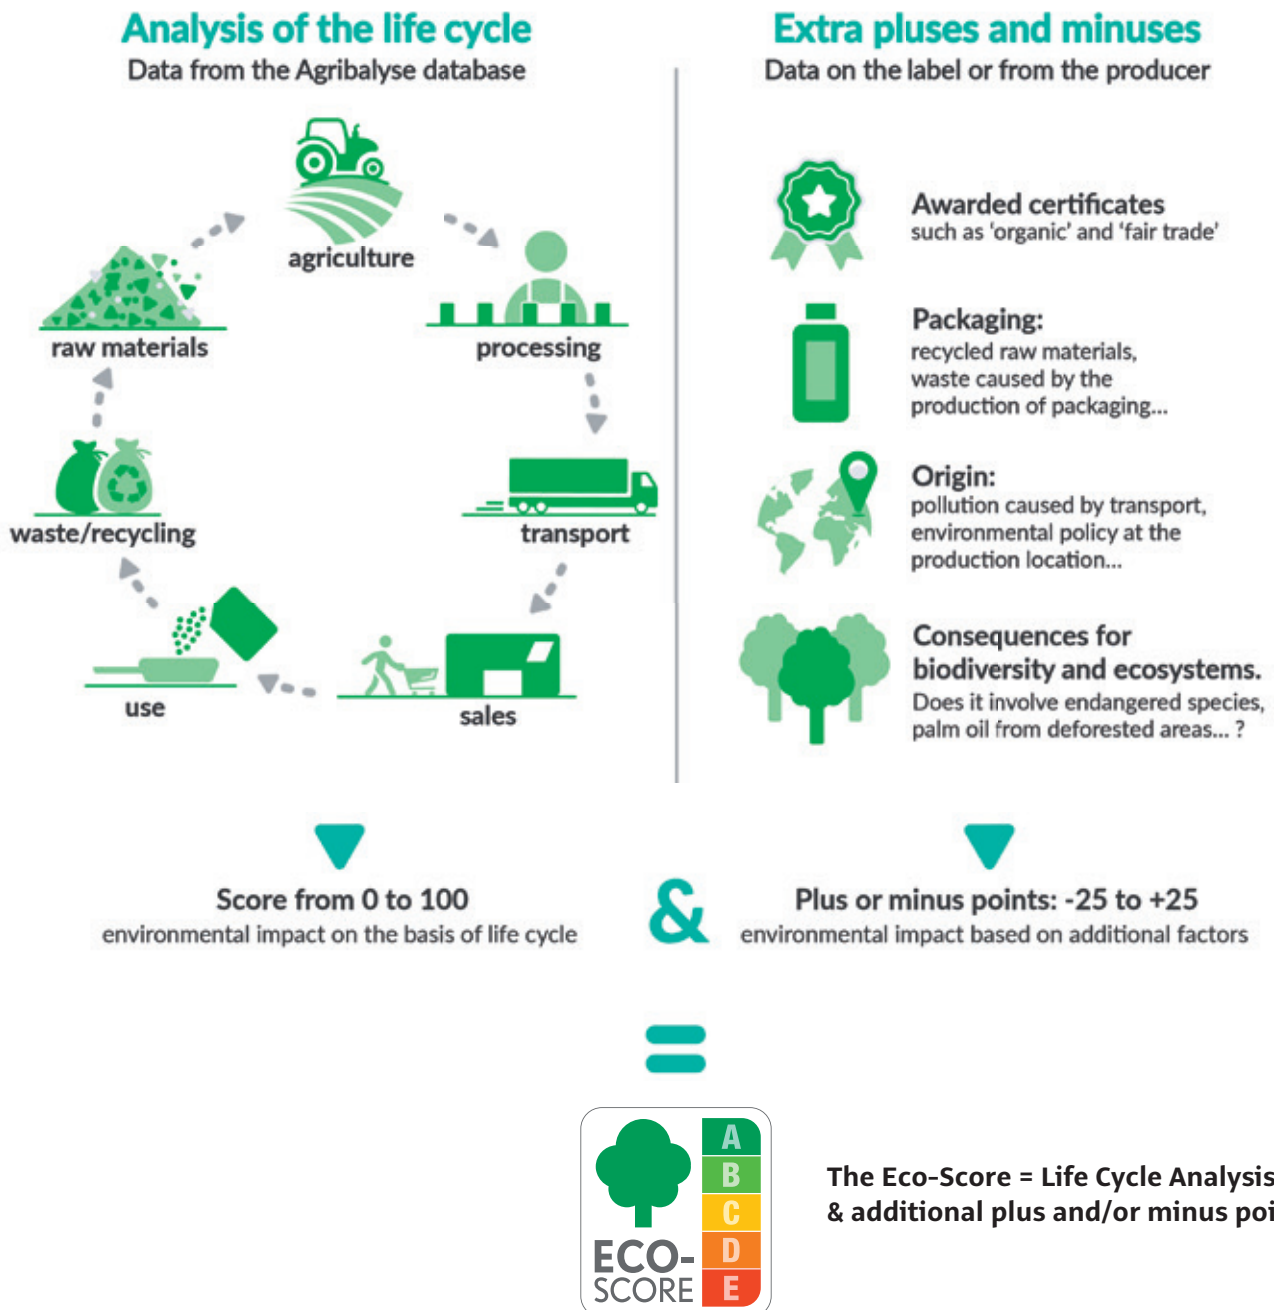 Analysis of the life cycle
Data from the Agribalyse database
agriculture
processing
transport
sales
use
waste/recycling
raw materials
Extra pluses and minuses
Data on the label or from the producer
Awarded certificates
such as ‘organic’ and ‘fair trade’
Packaging:
recycled raw materials,
waste caused by the
production of packaging...
Origin:
pollution caused by transport,
environmental policy at the
production location...
Consequences for
biodiversity and ecosystems.
Does it involve endangered species,
palm oil from deforested areas... ?
Score from 0 to 100
environmental impact on the basis of life cycle
&
Plus or minus points: -25 to +25
environmental impact based on additional factors
=
A
B
C
D
E
ECO-
SCORE
The Eco-Score = Life Cycle Analysis
& additional plus and/or minus